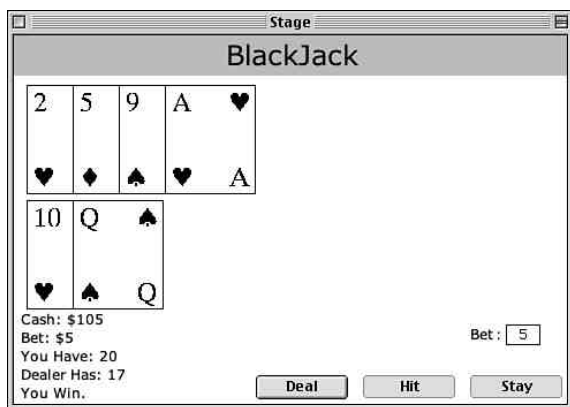 Stage
BlackJack
2 5 9 A
A
10 Q
Q
Cash: $105
Bet: $5
You Have: 20
Dealer Has: 17
You Win.
Bet: 5
Deal Hit Stay